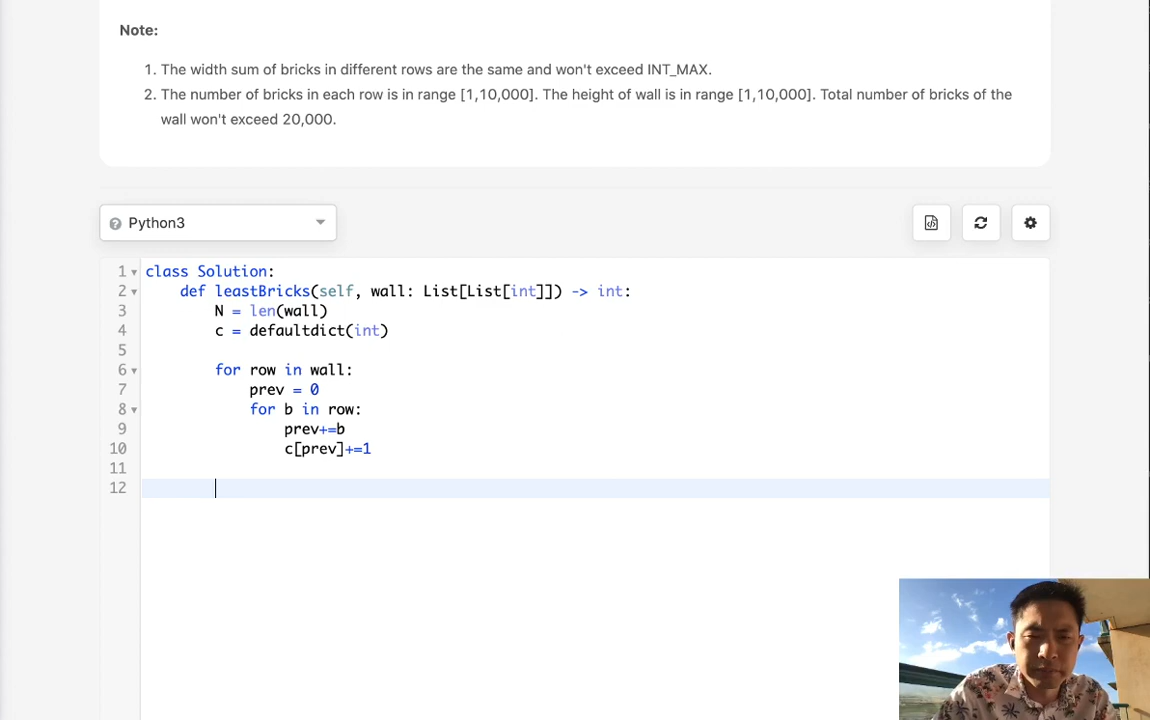 Note:
1. The width sum of bricks in different rows are the same and won't exceed INT_MAX.
2. The number of bricks in each row is in range [1,10,000]. The height of wall is in range [1,10,000]. Total number of bricks of the
wall won't exceed 20,000.
Python3
1 class Solution:
2 def leastBricks(self, wall: List[List[int]]) -> int:
3 N = len(wall)
4 c = defaultdict(int)
5
6 for row in wall:
7 prev = 0
8 for b in row:
9 prev+=b
10 c[prev]+=1
11
12